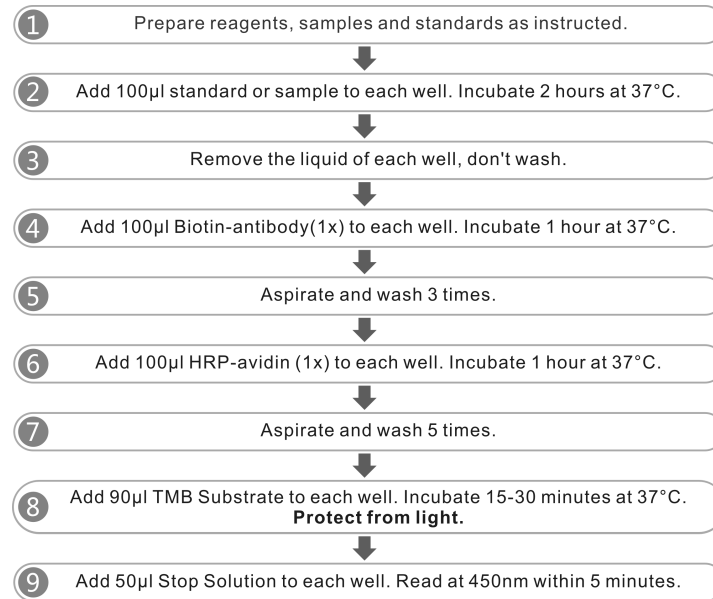 1 Prepare reagents, samples and standards as instructed.
2 Add 100μl standard or sample to each well. Incubate 2 hours at 37°C.
3 Remove the liquid of each well, don't wash.
4 Add 100μl Biotin-antibody(1x) to each well. Incubate 1 hour at 37°C.
5 Aspirate and wash 3 times.
6 Add 100μl HRP-avidin (1x) to each well. Incubate 1 hour at 37°C.
7 Aspirate and wash 5 times.
8 Add 90μl TMB Substrate to each well. Incubate 15-30 minutes at 37°C.
Protect from light.
9 Add 50μl Stop Solution to each well. Read at 450nm within 5 minutes.